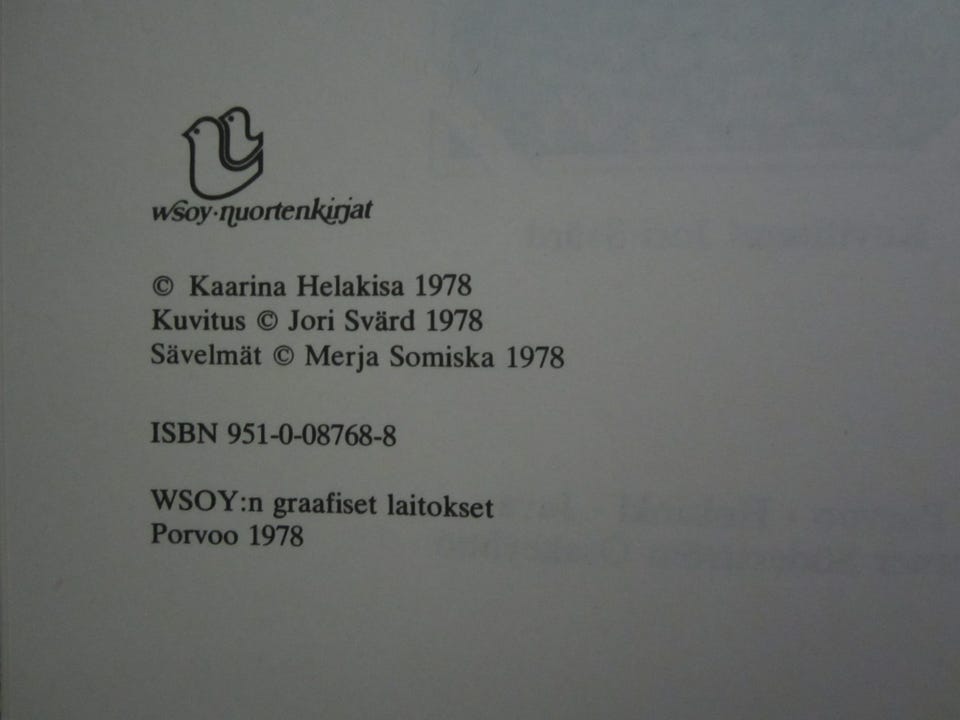 wsoy·nuortenkirjat
© Kaarina Helakisa 1978
Kuvitus © Jori Svärd 1978
Sävelmät © Merja Somiska 1978
ISBN 951-0-08768-8
WSOY:n graafiset laitokset
Porvoo 1978